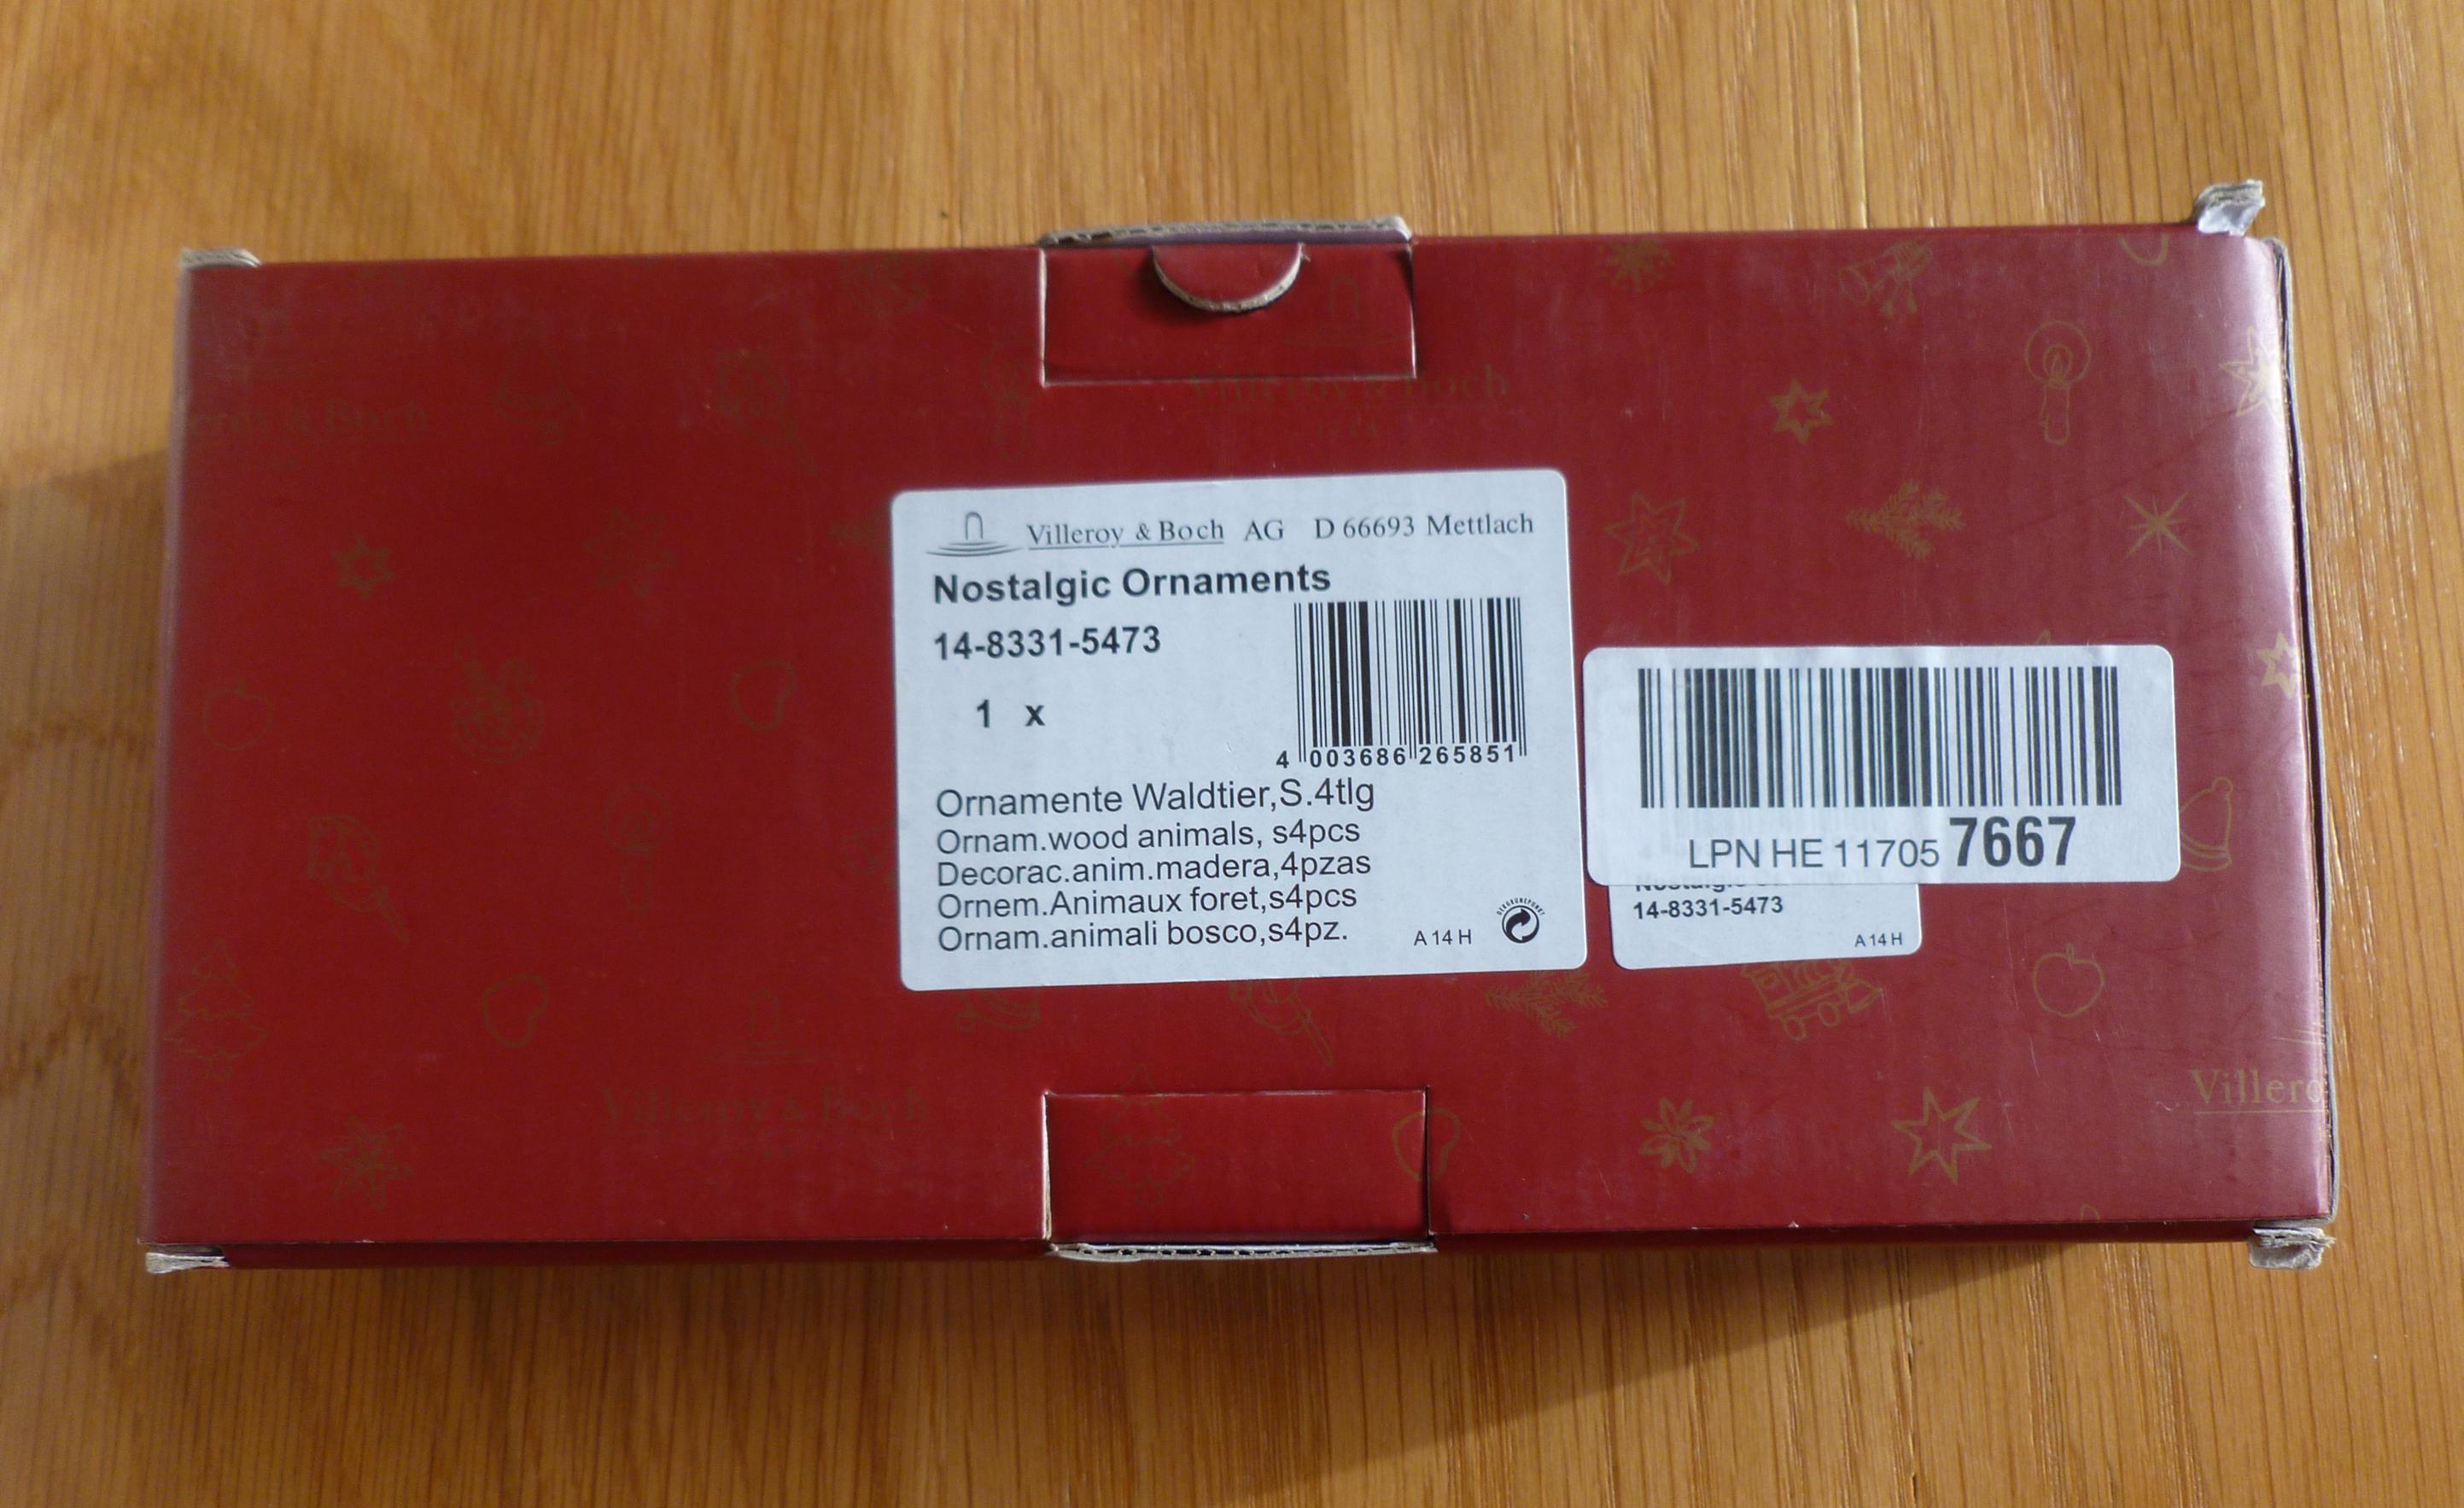 Villeroy & Boch
Villeroy & Boch AG D 66693 Mettlach
Nostalgic Ornaments
14-8331-5473
1 x
4 003686 265851
Ornamente Waldtier,S.4tlg
Ornam.wood animals, s4pcs
Decorac.anim.madera,4pzas
Ornem.Animaux foret,s4pcs
Ornam.animali bosco,s4pz.
A 14 H
LPN HE 11705 7667
14-8331-5473
A 14 H
Villeroy & Boch